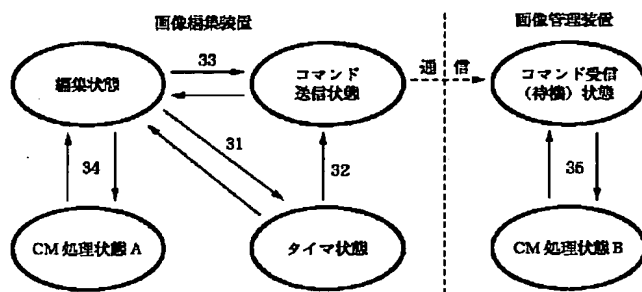 画像編集装置
画像管理装置
編集状態
33
コマンド
送信状態
通信
コマンド受信
(待機)状態
31
34
32
35
CM処理状態A
タイマ状態
CM処理状態B